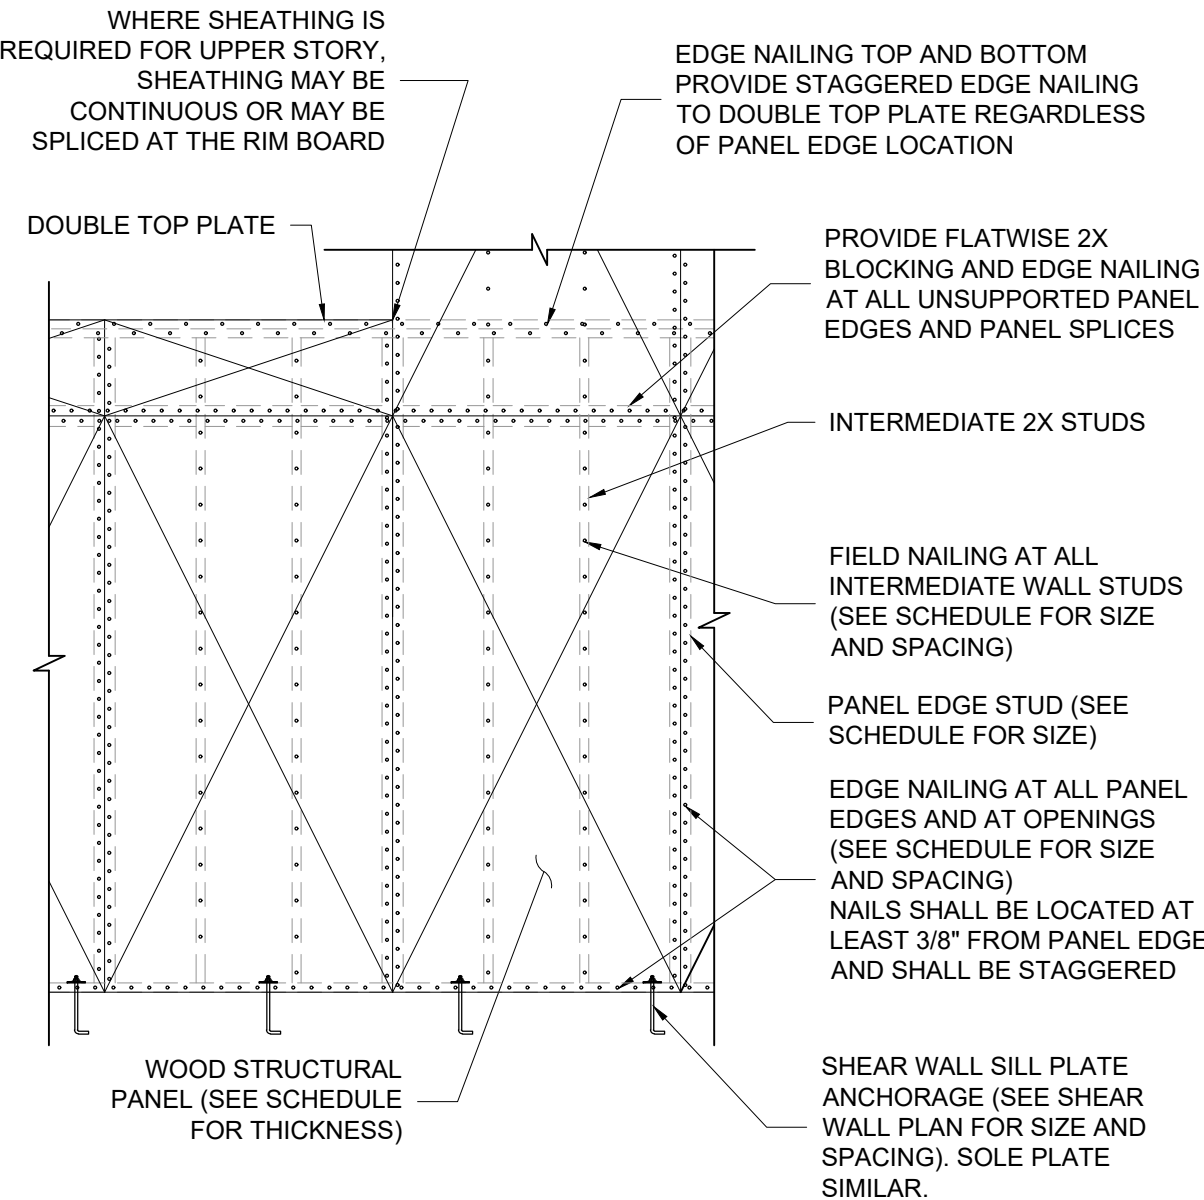 WHERE SHEATHING IS
REQUIRED FOR UPPER STORY,
SHEATHING MAY BE
CONTINUOUS OR MAY BE
SPLICED AT THE RIM BOARD
EDGE NAILING TOP AND BOTTOM
PROVIDE STAGGERED EDGE NAILING
TO DOUBLE TOP PLATE REGARDLESS
OF PANEL EDGE LOCATION
DOUBLE TOP PLATE
PROVIDE FLATWISE 2X
BLOCKING AND EDGE NAILING
AT ALL UNSUPPORTED PANEL
EDGES AND PANEL SPLICES
INTERMEDIATE 2X STUDS
FIELD NAILING AT ALL
INTERMEDIATE WALL STUDS
(SEE SCHEDULE FOR SIZE
AND SPACING)
PANEL EDGE STUD (SEE
SCHEDULE FOR SIZE)
EDGE NAILING AT ALL PANEL
EDGES AND AT OPENINGS
(SEE SCHEDULE FOR SIZE
AND SPACING)
NAILS SHALL BE LOCATED AT
LEAST 3/8" FROM PANEL EDGE
AND SHALL BE STAGGERED
WOOD STRUCTURAL
PANEL (SEE SCHEDULE
FOR THICKNESS)
SHEAR WALL SILL PLATE
ANCHORAGE (SEE SHEAR
WALL PLAN FOR SIZE AND
SPACING). SOLE PLATE
SIMILAR.